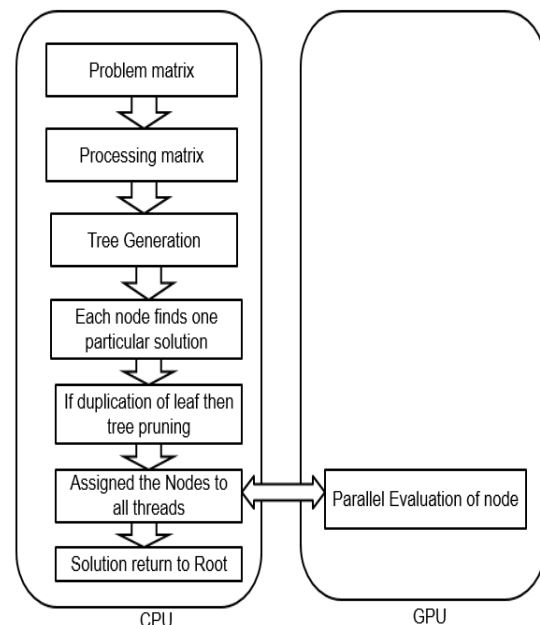 Problem matrix
Processing matrix
Tree Generation
Each node finds one
particular solution
If duplication of leaf then
tree pruning
Assigned the Nodes to
all threads
Parallel Evaluation of node
Solution return to Root
CPU
GPU